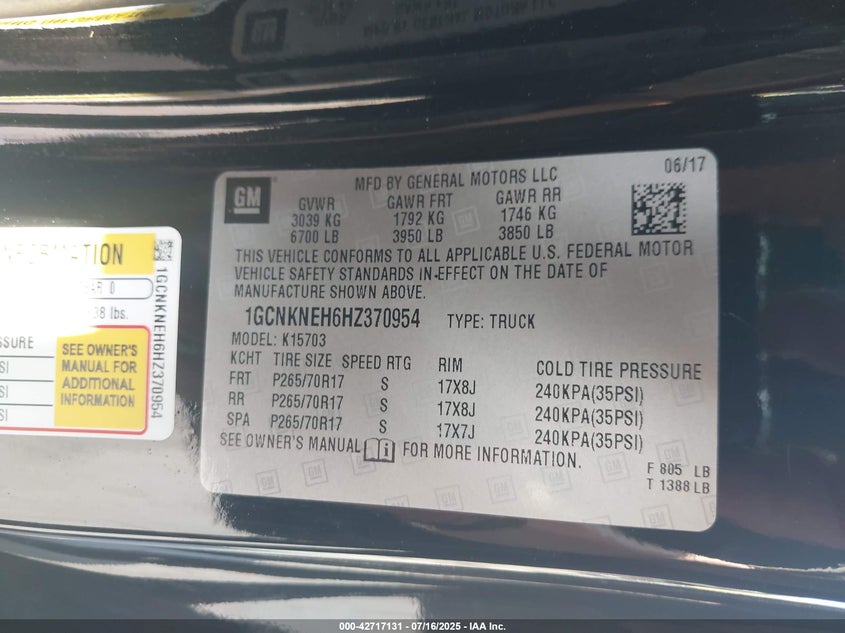 GM
MFD BY GENERAL MOTORS LLC
06/17
GVWR GAWR FRT GAWR RR
3039 KG 1792 KG 1746 KG
6700 LB 3950 LB 3850 LB
THIS VEHICLE CONFORMS TO ALL APPLICABLE U.S. FEDERAL MOTOR
VEHICLE SAFETY STANDARDS IN EFFECT ON THE DATE OF
MANUFACTURE SHOWN ABOVE.
1GCNKNEH6HZ370954 TYPE: TRUCK
MODEL: K15703
KCHT TIRE SIZE SPEED RTG RIM COLD TIRE PRESSURE
FRT P265/70R17 S 17X8J 240KPA(35PSI)
RR P265/70R17 S 17X8J 240KPA(35PSI)
SPA P265/70R17 S 17X7J 240KPA(35PSI)
SEE OWNER'S MANUAL FOR MORE INFORMATION.
F 805 LB
T 1388 LB
38 lbs.
SEE OWNER'S
MANUAL FOR
ADDITIONAL
INFORMATION
1GCNKNEH6HZ370954
000-42717131 - 07/16/2025 - IAA Inc.